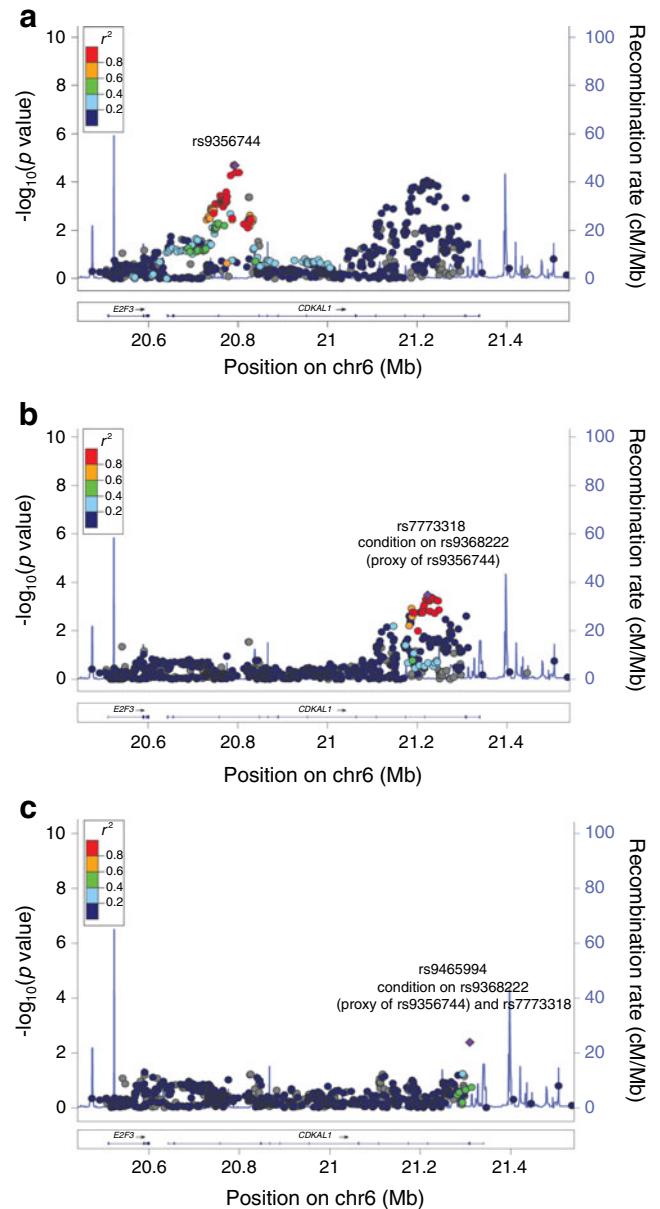 a
10
8
6
4
2
0
-log10(p value)
r2
0.8
0.6
0.4
0.2
rs9356744
100
80
60
40
20
0
Recombination rate (cM/Mb)
E2F3
CDKAL1
20.6 20.8 21 21.2 21.4
Position on chr6 (Mb)
b
10
8
6
4
2
0
-log10(p value)
r2
0.8
0.6
0.4
0.2
rs7773318
condition on rs9368222
(proxy of rs9356744)
100
80
60
40
20
0
Recombination rate (cM/Mb)
E2F3
CDKAL1
20.6 20.8 21 21.2 21.4
Position on chr6 (Mb)
c
10
8
6
4
2
0
-log10(p value)
r2
0.8
0.6
0.4
0.2
rs9465994
condition on rs9368222
(proxy of rs9356744) and rs7773318
100
80
60
40
20
0
Recombination rate (cM/Mb)
E2F3
CDKAL1
20.6 20.8 21 21.2 21.4
Position on chr6 (Mb)